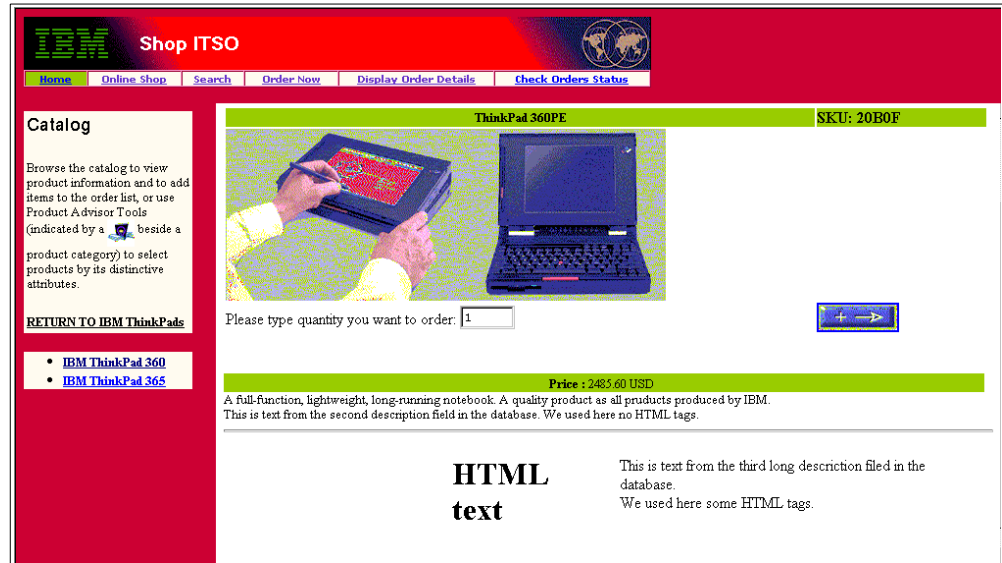 IBM
Shop ITSO
Home Online Shop Search Order Now Display Order Details Check Orders Status
Catalog
Browse the catalog to view
product information and to add
items to the order list, or use
Product Advisor Tools
(indicated by a beside a
product category) to select
products by its distinctive
attributes.
RETURN TO IBM ThinkPads
IBM ThinkPad 360
IBM ThinkPad 365
ThinkPad 360PE SKU: 20B0F
Please type quantity you want to order: 1
Price : 2485.60 USD
A full-function, lightweight, long-running notebook. A quality product as all pruducts produced by IBM.
This is text from the second description field in the database. We used here no HTML tags.
HTML
text
This is text from the third long descriction filed in the
database.
We used here some HTML tags.